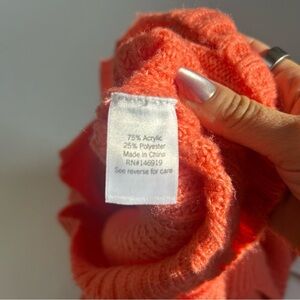 75% Acrylic
25% Polyester
Made in China
RN#146919
See reverse for care